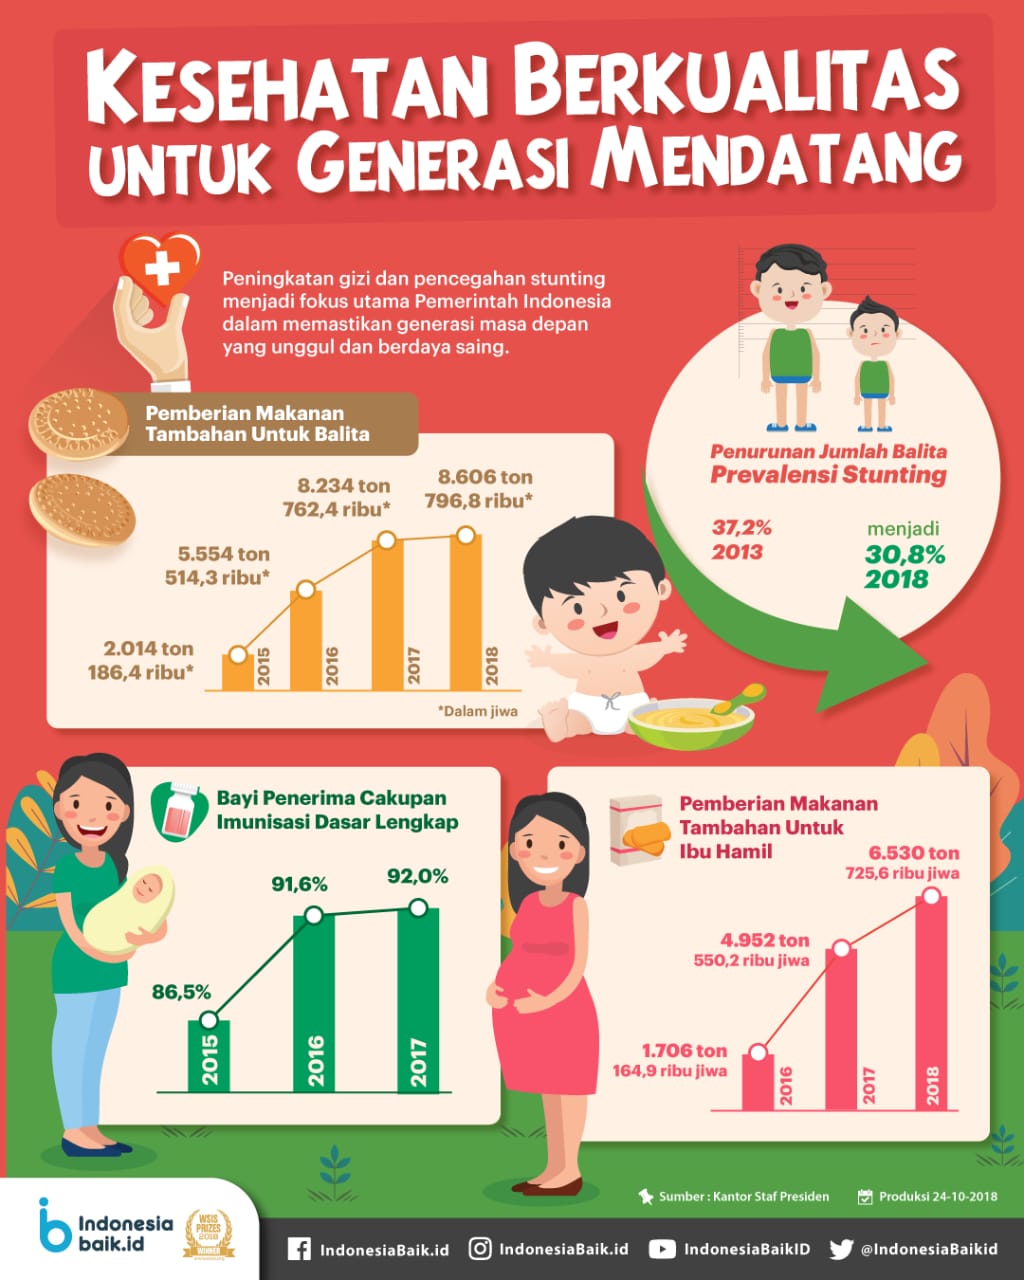 KESEHATAN BERKUALITAS
UNTUK GENERASI MENDATANG
Peningkatan gizi dan pencegahan stunting
menjadi fokus utama Pemerintah Indonesia
dalam memastikan generasi masa depan
yang unggul dan berdaya saing.
Pemberian Makanan
Tambahan Untuk Balita
2.014 ton
186,4 ribu*
5.554 ton
514,3 ribu*
8.234 ton
762,4 ribu*
8.606 ton
796,8 ribu*
2015
2016
2017
2018
*Dalam jiwa
Penurunan Jumlah Balita
Prevalensi Stunting
37,2%
2013
menjadi
30,8%
2018
Bayi Penerima Cakupan
Imunisasi Dasar Lengkap
86,5%
91,6%
92,0%
2015
2016
2017
Pemberian Makanan
Tambahan Untuk
Ibu Hamil
1.706 ton
164,9 ribu jiwa
4.952 ton
550,2 ribu jiwa
6.530 ton
725,6 ribu jiwa
2016
2017
2018
Sumber : Kantor Staf Presiden
Produksi 24-10-2018
Indonesia
baik.id
WSIS
PRIZES
2018
WINNER
IndonesiaBaik.id
IndonesiaBaik.id
IndonesiaBaikID
@IndonesiaBaikid